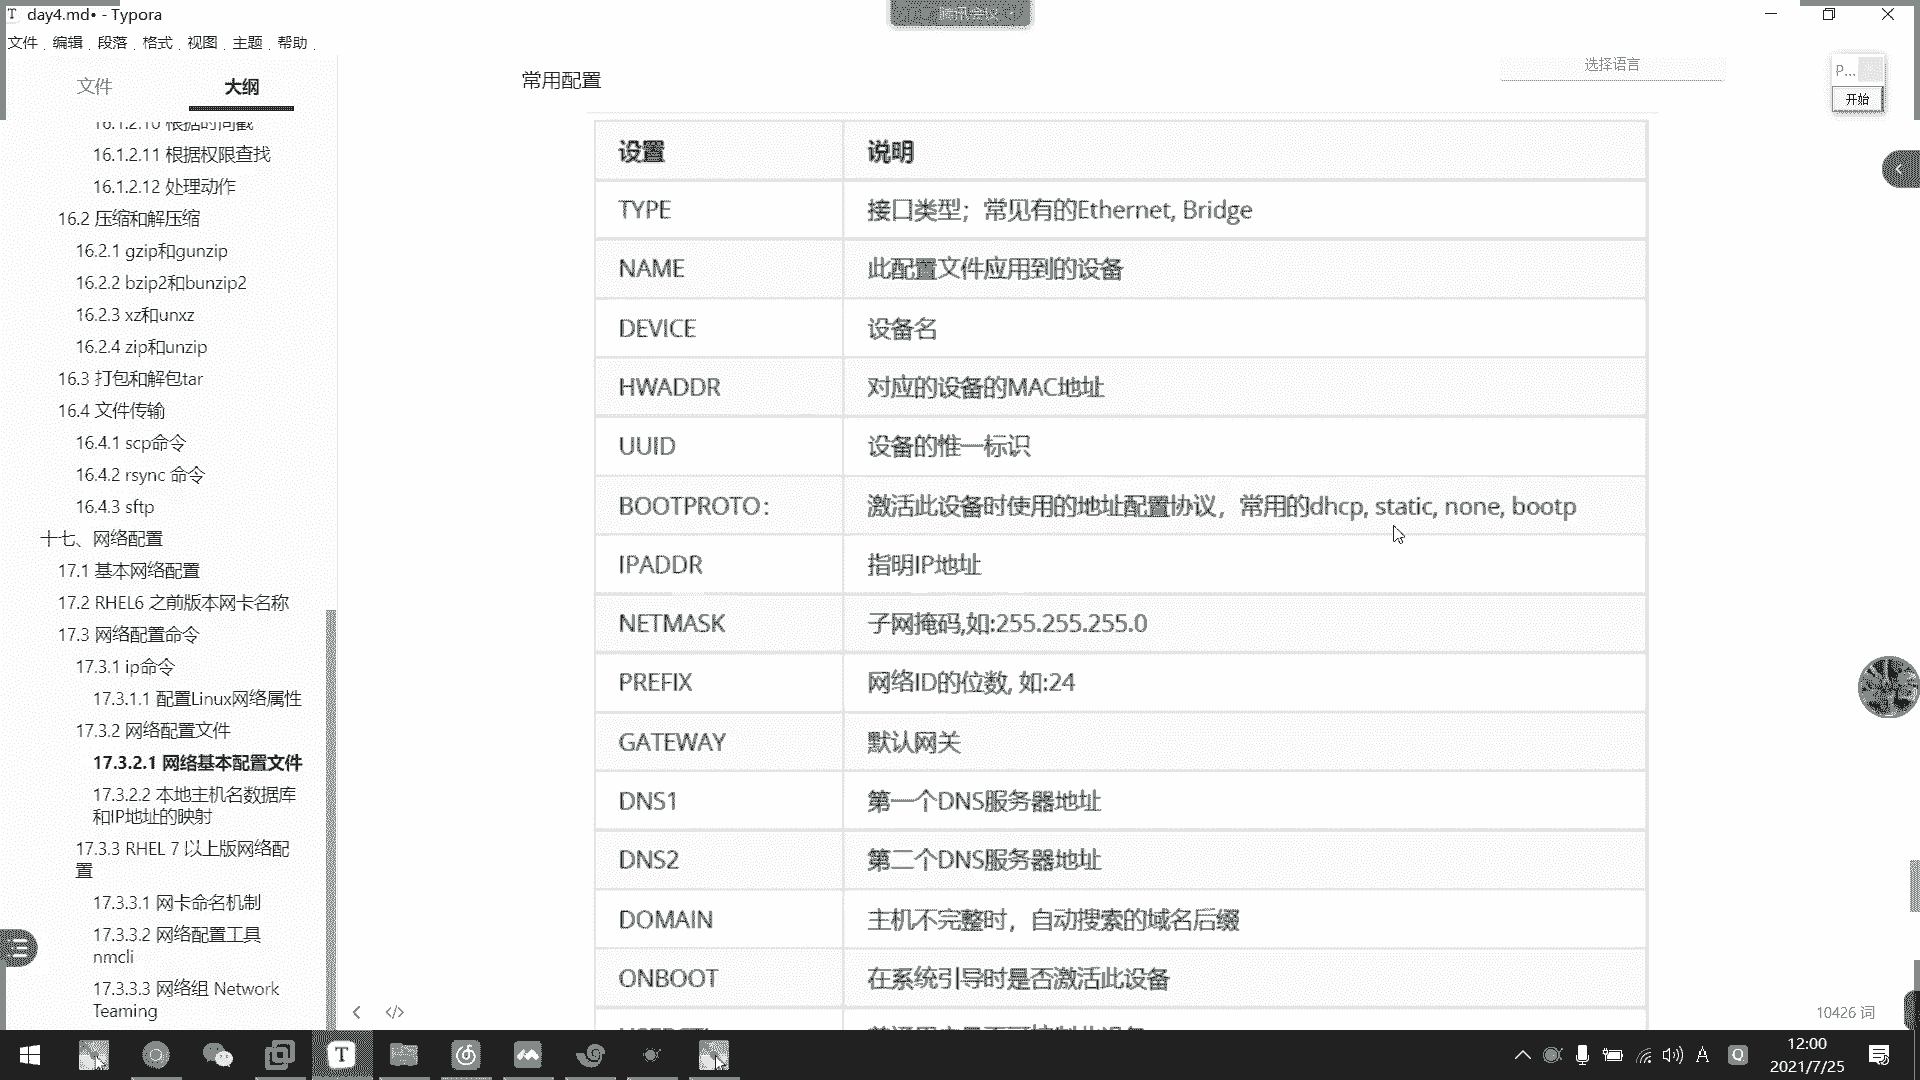 day4.md• - Typora
腾讯会议
文件 编辑 段落 格式 视图 主题 帮助
文件 大纲
16.1.2.10 根据时间戳
16.1.2.11 根据权限查找
16.1.2.12 处理动作
16.2 压缩和解压缩
16.2.1 gzip和gunzip
16.2.2 bzip2和bunzip2
16.2.3 xz和unxz
16.2.4 zip和unzip
16.3 打包和解包tar
16.4 文件传输
16.4.1 scp命令
16.4.2 rsync 命令
16.4.3 sftp
十七、网络配置
17.1 基本网络配置
17.2 RHEL6 之前版本网卡名称
17.3 网络配置命令
17.3.1 ip命令
17.3.1.1 配置Linux网络属性
17.3.2 网络配置文件
17.3.2.1 网络基本配置文件
17.3.2.2 本地主机名数据库
和IP地址的映射
17.3.3 RHEL 7 以上版网络配
置
17.3.3.1 网卡命名机制
17.3.3.2 网络配置工具
nmcli
17.3.3.3 网络组 Network
Teaming
常用配置
选择语言
P...
开始
设置 说明
TYPE 接口类型；常见有的Ethernet, Bridge
NAME 此配置文件应用到的设备
DEVICE 设备名
HWADDR 对应的设备的MAC地址
UUID 设备的惟一标识
BOOTPROTO： 激活此设备时使用的地址配置协议，常用的dhcp, static, none, bootp
IPADDR 指明IP地址
NETMASK 子网掩码,如:255.255.255.0
PREFIX 网络ID的位数, 如:24
GATEWAY 默认网关
DNS1 第一个DNS服务器地址
DNS2 第二个DNS服务器地址
DOMAIN 主机不完整时，自动搜索的域名后缀
ONBOOT 在系统引导时是否激活此设备
10426 词
12:00
2021/7/25